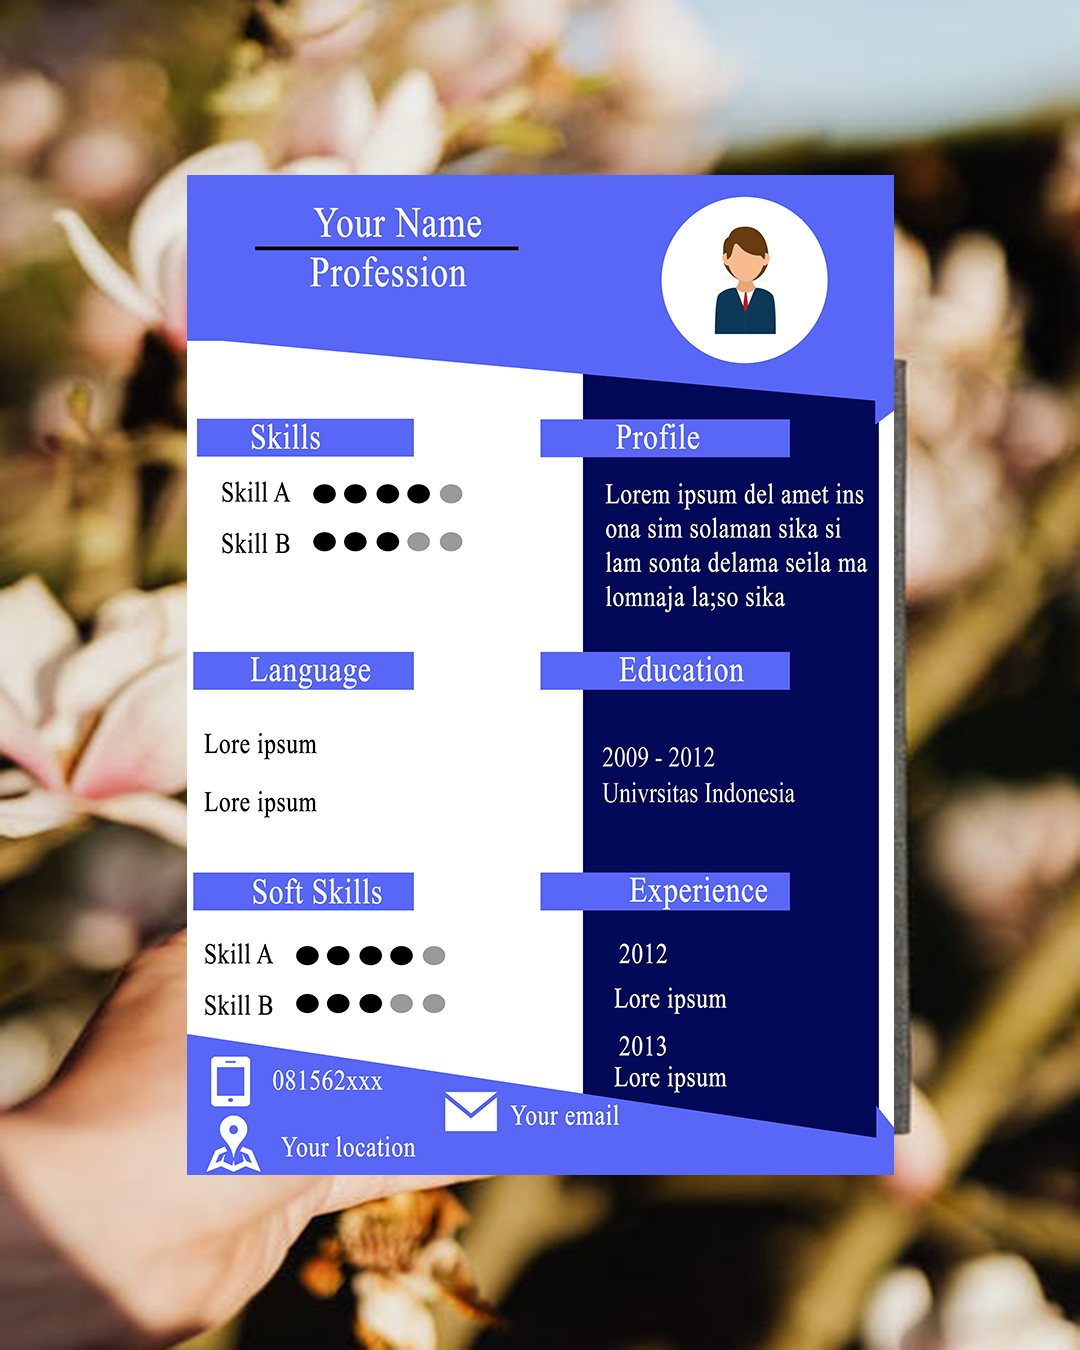 Your Name
Profession
Skills
Skill A
Skill B
Language
Lore ipsum
Lore ipsum
Soft Skills
Skill A
Skill B
Profile
Lorem ipsum del amet ins
ona sim solaman sika si
lam sonta delama seila ma
lomnaja la;so sika
Education
2009 - 2012
Univrsitas Indonesia
Experience
2012
Lore ipsum
2013
Lore ipsum
081562xxx
Your email
Your location